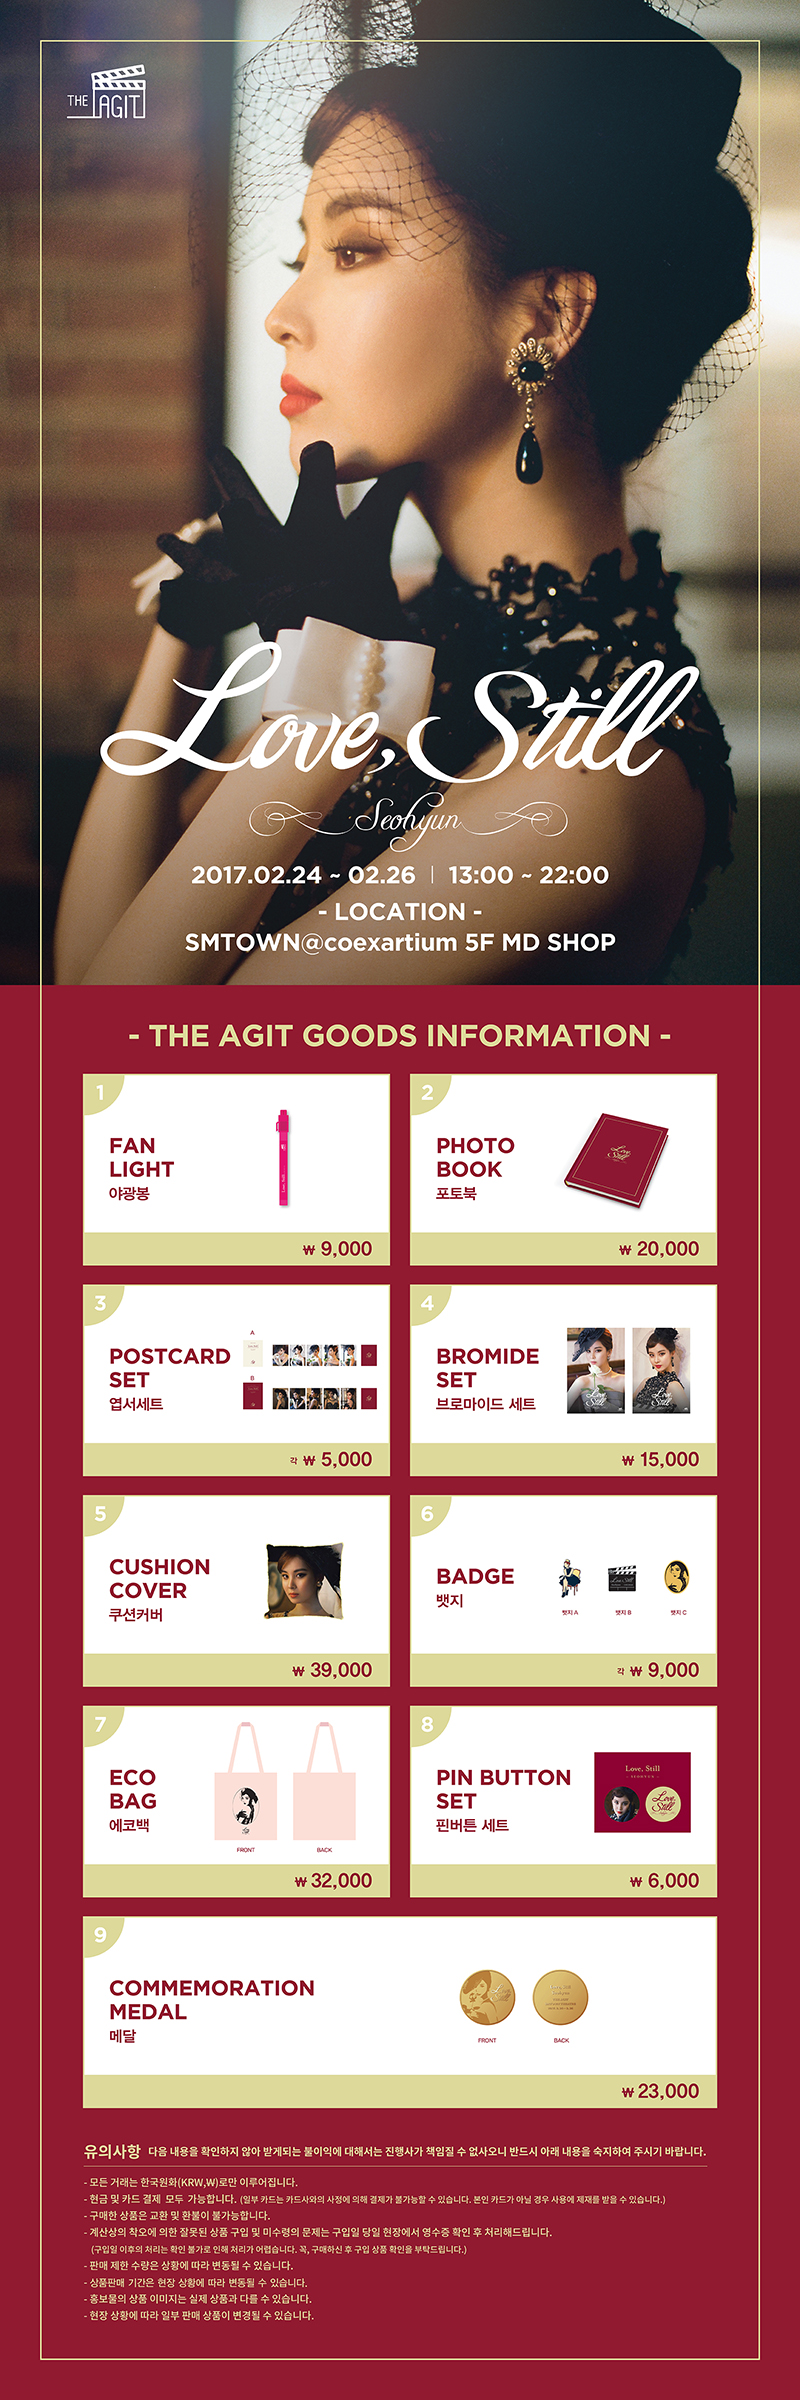 THE AGIT
Love, Still
Seohyun
2017.02.24 ~ 02.26 | 13:00 ~ 22:00
- LOCATION -
SMTOWN@coexartium 5F MD SHOP
- THE AGIT GOODS INFORMATION -
1
FAN
LIGHT
야광봉
₩ 9,000
2
PHOTO
BOOK
포토북
Love,
Still
₩ 20,000
3
POSTCARD
SET
엽서세트
A
B
각 ₩ 5,000
4
BROMIDE
SET
브로마이드 세트
Love,
Still
Love,
Still
₩ 15,000
5
CUSHION
COVER
쿠션커버
₩ 39,000
6
BADGE
뱃지
Love, Still
뱃지 A
뱃지 B
뱃지 C
각 ₩ 9,000
7
ECO
BAG
에코백
FRONT
BACK
₩ 32,000
8
PIN BUTTON
SET
핀버튼 세트
Love, Still
- SEOHYUN -
Love,
Still
₩ 6,000
9
COMMEMORATION
MEDAL
메달
Love,
Still
FRONT
BACK
₩ 23,000
유의사항 다음 내용을 확인하지 않아 받게되는 불이익에 대해서는 진행사가 책임질 수 없사오니 반드시 아래 내용을 숙지하여 주시기 바랍니다.
- 모든 거래는 한국원화(KRW,₩)로만 이루어집니다.
- 현금 및 카드 결제 모두 가능합니다. (일부 카드는 카드사와의 사정에 의해 결제가 불가능할 수 있습니다. 본인 카드가 아닐 경우 사용에 제재를 받을 수 있습니다.)
- 구매한 상품은 교환 및 환불이 불가능합니다.
- 계산상의 착오에 의한 잘못된 상품 구입 및 미수령의 문제는 구입일 당일 현장에서 영수증 확인 후 처리해드립니다.
(구입일 이후의 처리는 확인 불가로 인해 처리가 어렵습니다. 꼭, 구매하신 후 구입 상품 확인을 부탁드립니다.)
- 판매 제한 수량은 상황에 따라 변동될 수 있습니다.
- 상품판매 기간은 현장 상황에 따라 변동될 수 있습니다.
- 홍보물의 상품 이미지는 실제 상품과 다를 수 있습니다.
- 현장 상황에 따라 일부 판매 상품이 변경될 수 있습니다.